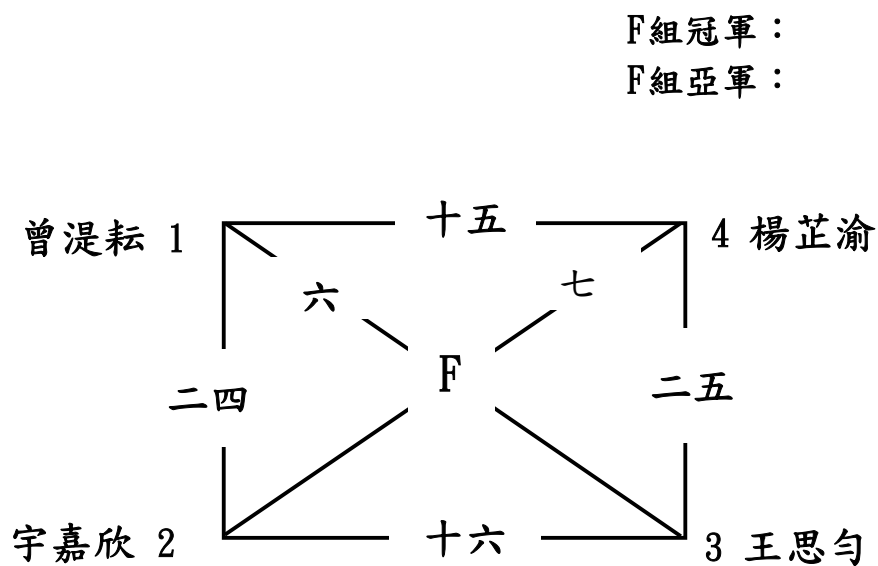 F組冠軍：
F組亞軍：
十五
曾湜耘 1
4 楊芷渝
六
七
F
二四
二五
宇嘉欣 2
十六
3 王思勻